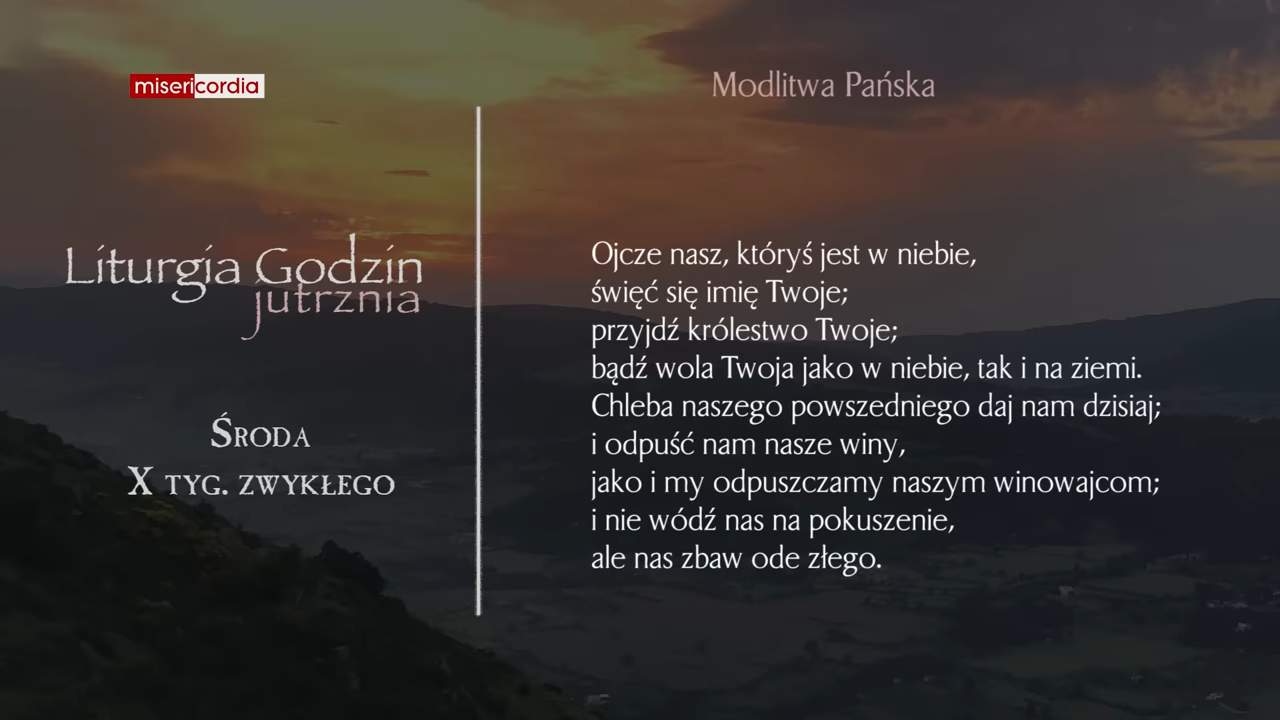 misericordia
Liturgia Godzin
jutrznia
Środa
X tyg. zwykłego
Modlitwa Pańska
Ojcze nasz, któryś jest w niebie,
święć się imię Twoje;
przyjdź królestwo Twoje;
bądź wola Twoja jako w niebie, tak i na ziemi.
Chleba naszego powszedniego daj nam dzisiaj;
i odpuść nam nasze winy,
jako i my odpuszczamy naszym winowajcom;
i nie wódź nas na pokuszenie,
ale nas zbaw ode złego.